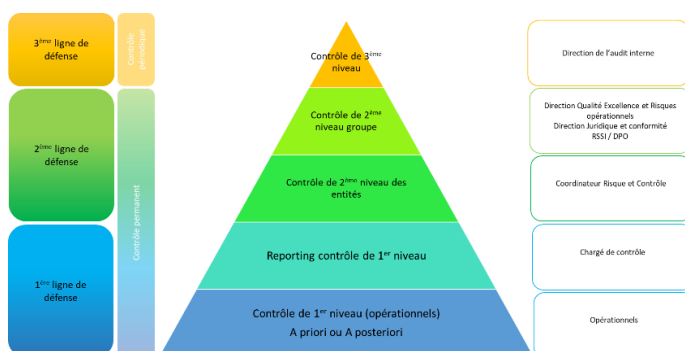 3ème ligne de
défense
Contrôle
périodique
Contrôle de 3ème
niveau
Direction de l'audit interne
2ème ligne de
défense
Contrôle permanent
Contrôle de 2ème
niveau groupe
Direction Qualité Excellence et Risques
opérationnels
Direction Juridique et conformité
RSSI / DPO
Contrôle de 2ème niveau des
entités
Coordinateur Risque et Contrôle
1ère ligne de
défense
Reporting contrôle de 1er niveau
Chargé de contrôle
Contrôle de 1er niveau (opérationnels)
A priori ou A posteriori
Opérationnels